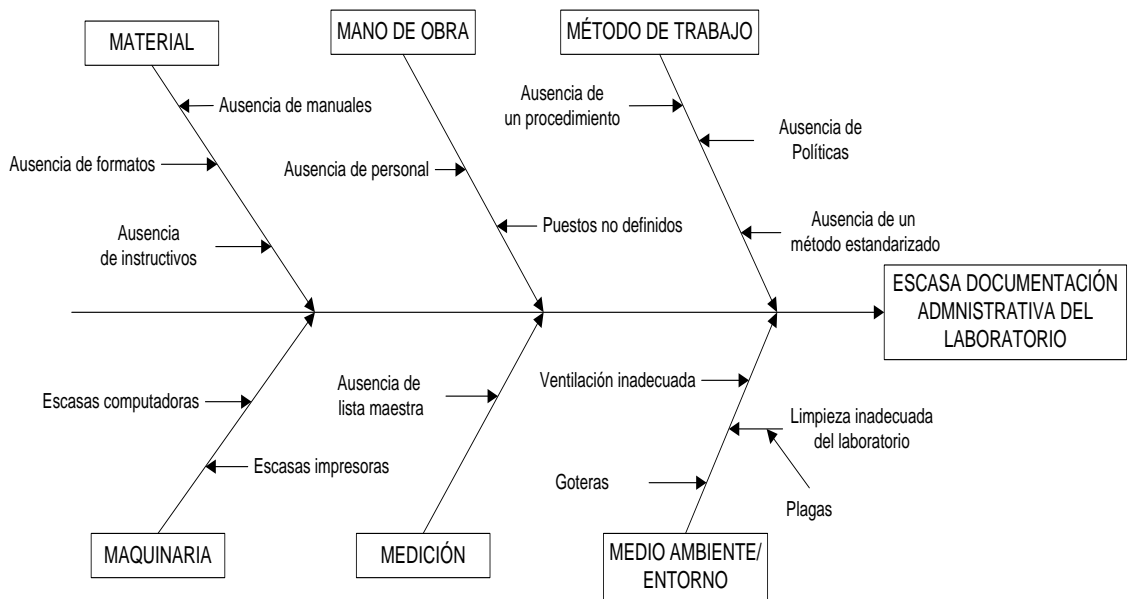 MATERIAL
MANO DE OBRA
MÉTODO DE TRABAJO
Ausencia de manuales
Ausencia de formatos
Ausencia
de instructivos
Ausencia de personal
Puestos no definidos
Ausencia de
un procedimiento
Ausencia de
Políticas
Ausencia de un
método estandarizado
ESCASA DOCUMENTACIÓN
ADMNISTRATIVA DEL
LABORATORIO
Escasas computadoras
Escasas impresoras
Ausencia de
lista maestra
Ventilación inadecuada
Limpieza inadecuada
del laboratorio
Goteras
Plagas
MAQUINARIA
MEDICIÓN
MEDIO AMBIENTE/
ENTORNO